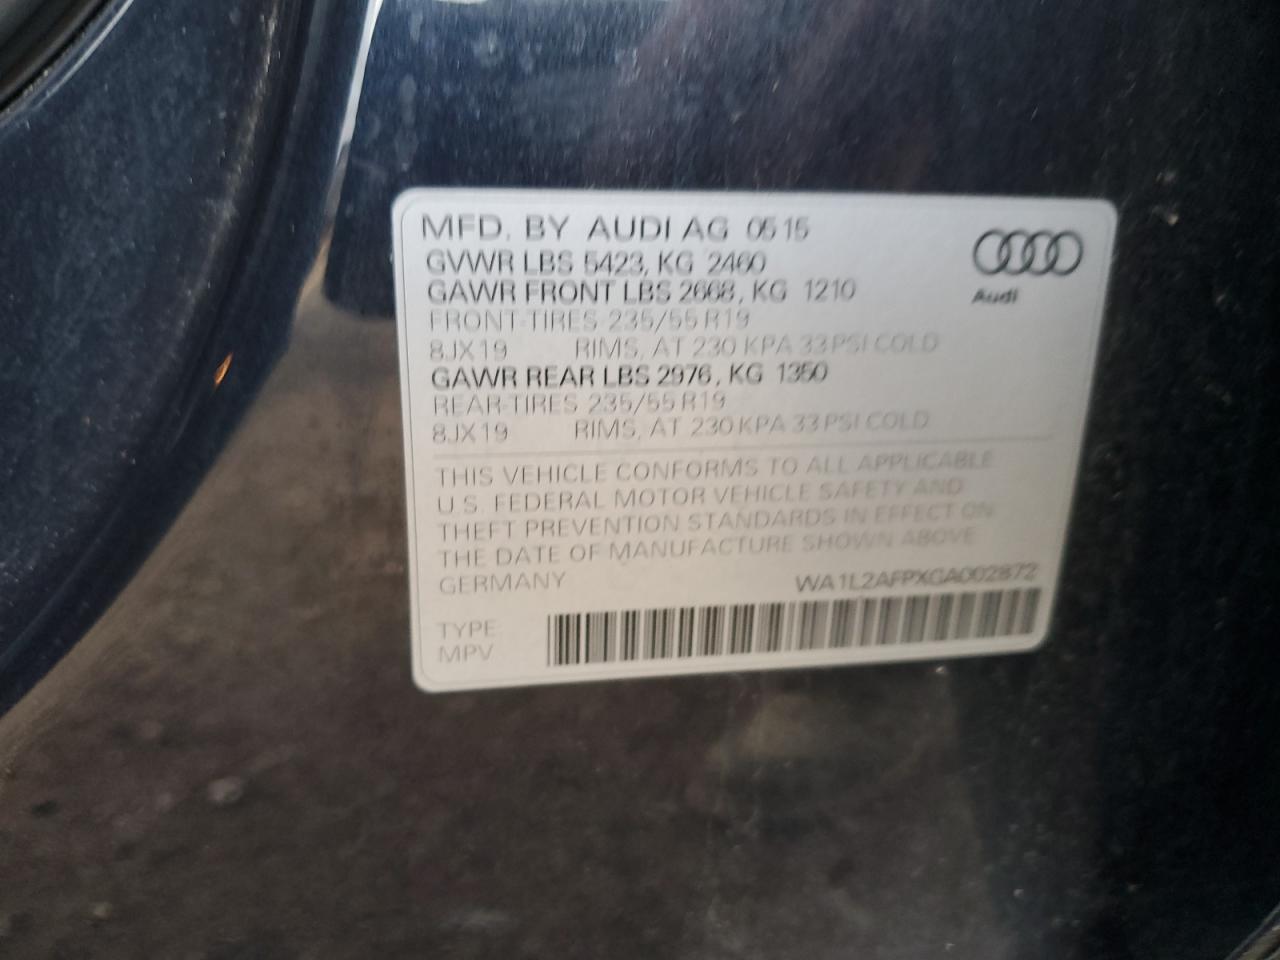 MFD. BY AUDI AG 05 15
GVWR LBS 5423, KG 2460
GAWR FRONT LBS 2668, KG 1210
FRONT-TIRES 235/55 R19
8JX19 RIMS, AT 230 KPA 33 PSI COLD
GAWR REAR LBS 2976, KG 1350
REAR-TIRES 235/55 R19
8JX19 RIMS, AT 230 KPA 33 PSI COLD
Audi
THIS VEHICLE CONFORMS TO ALL APPLICABLE
U.S. FEDERAL MOTOR VEHICLE SAFETY AND
THEFT PREVENTION STANDARDS IN EFFECT ON
THE DATE OF MANUFACTURE SHOWN ABOVE
GERMANY WA1L2AFPXGA002872
TYPE
MPV